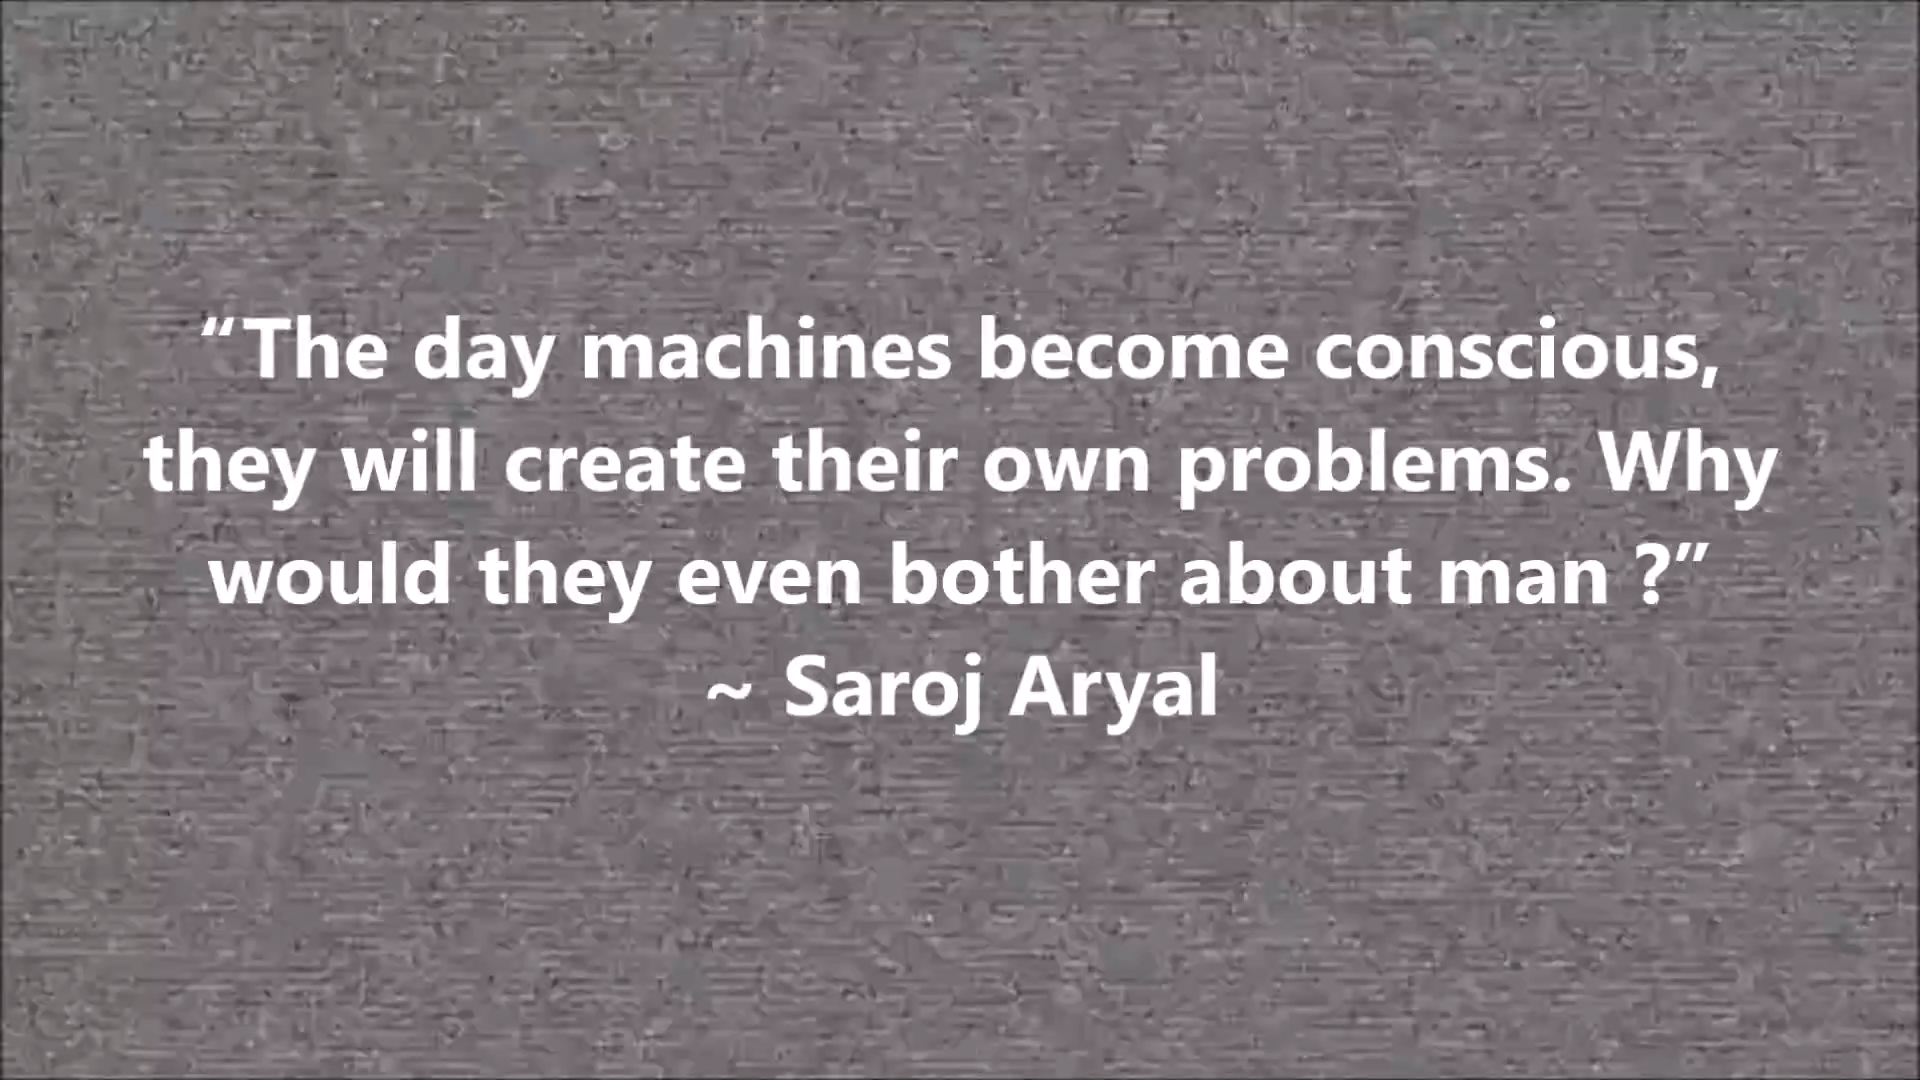 “The day machines become conscious,
they will create their own problems. Why
would they even bother about man ?”
~ Saroj Aryal